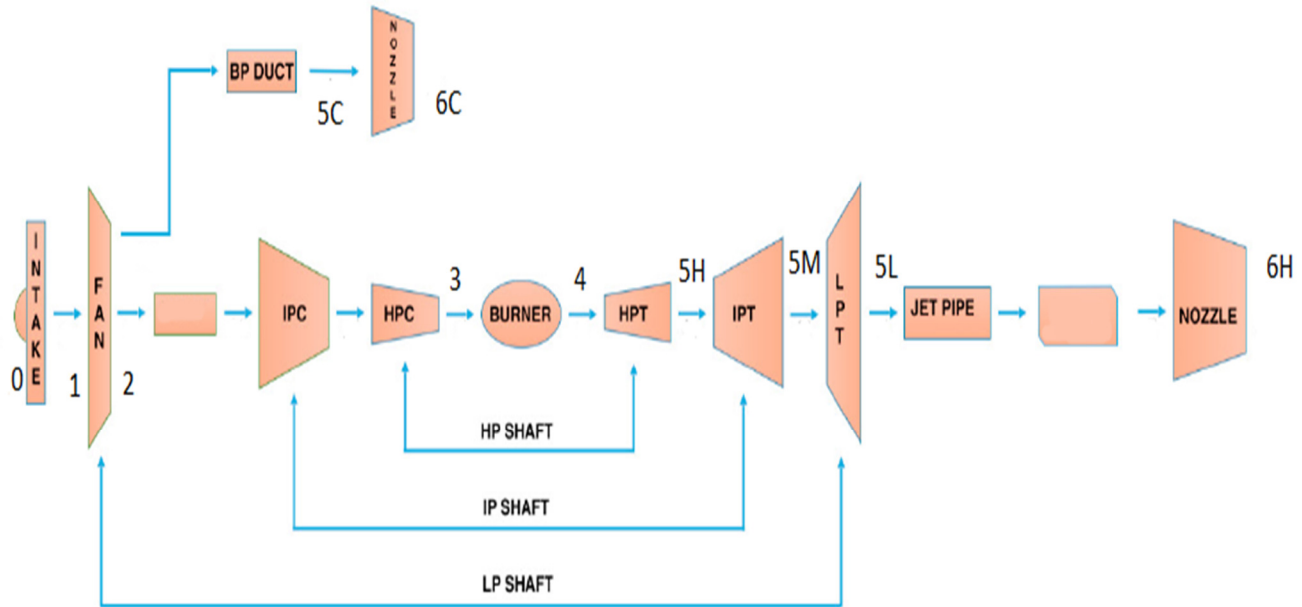 NOZZLE
BP DUCT
5C
6C
INTAKE
FAN
IPC
HPC
3
BURNER
4
HPT
5H
IPT
5M
LPT
5L
JET PIPE
NOZZLE
6H
0
1
2
HP SHAFT
IP SHAFT
LP SHAFT